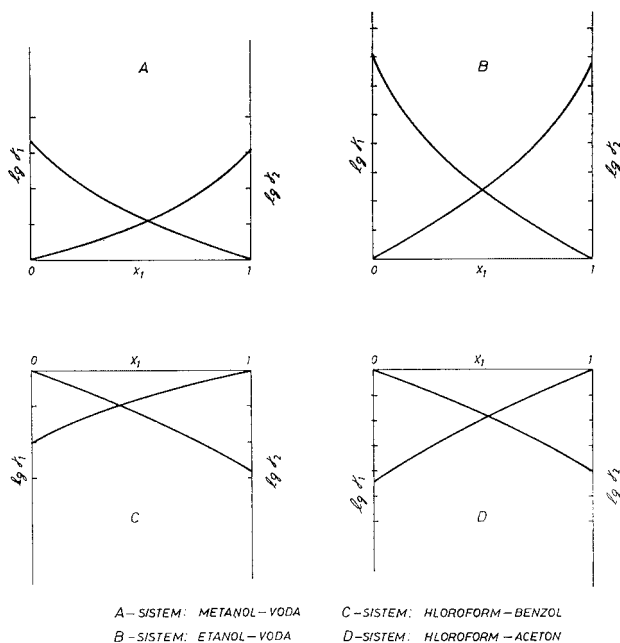 A
B
lg γ₁
lg γ₂
lg γ₁
lg γ₂
0 x₁ 1
0 x₁ 1
0 x₁ 1
0 x₁ 1
lg γ₁
lg γ₂
lg γ₁
lg γ₂
C
D
A-SISTEM: METANOL-VODA
C-SISTEM: HLOROFORM-BENZOL
B-SISTEM: ETANOL-VODA
D-SISTEM: HLOROFORM-ACETON